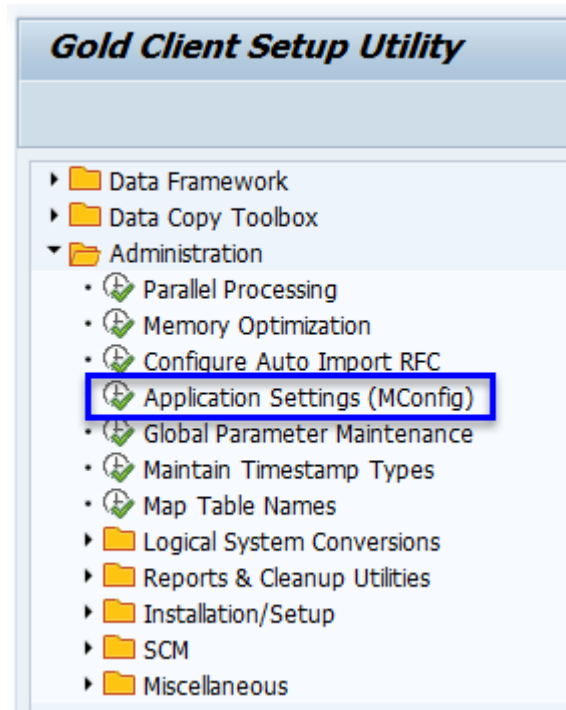 Gold Client Setup Utility
Data Framework
Data Copy Toolbox
Administration
Parallel Processing
Memory Optimization
Configure Auto Import RFC
Application Settings (MConfig)
Global Parameter Maintenance
Maintain Timestamp Types
Map Table Names
Logical System Conversions
Reports & Cleanup Utilities
Installation/Setup
SCM
Miscellaneous